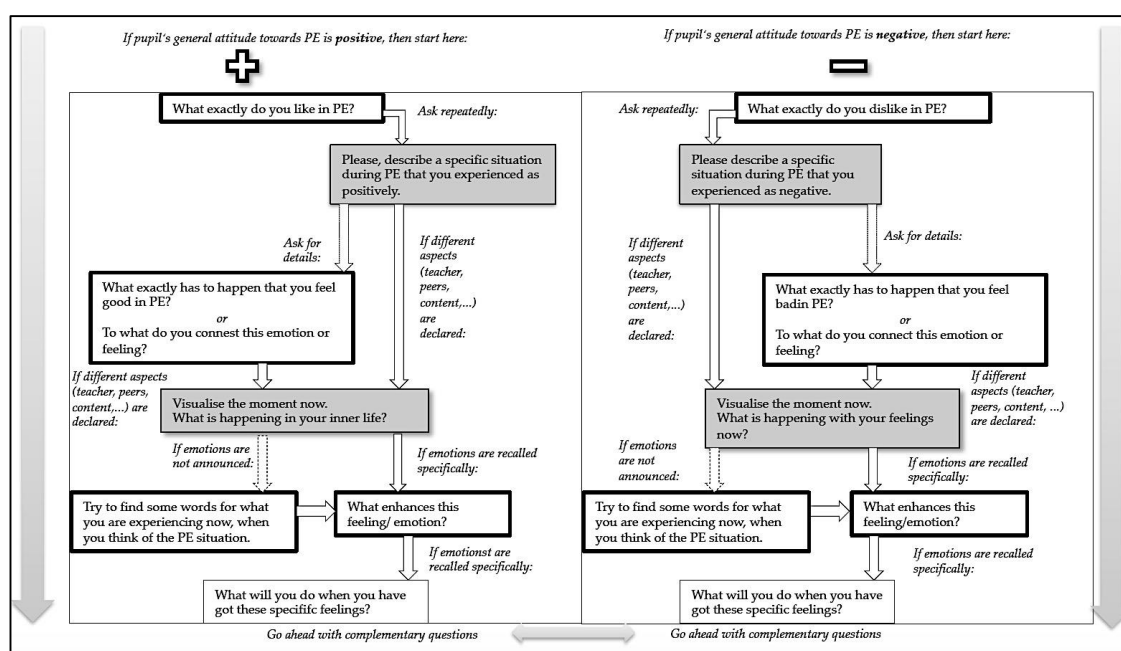 If pupil's general attitude towards PE is positive, then start here:
What exactly do you like in PE?
Ask repeatedly:
Please, describe a specific situation
during PE that you experienced as
positively.
Ask for
details:
If different
aspects
(teacher,
peers,
content,...)
are
declared:
What exactly has to happen that you feel
good in PE?
or
To what do you connest this emotion or
feeling?
If different aspects
(teacher, peers,
content,...) are
declared:
Visualise the moment now.
What is happening in your inner life?
If emotions are
not announced:
If emotions are recalled
specifically:
Try to find some words for what
you are experiencing now, when
you think of the PE situation.
What enhances this
feeling/ emotion?
If emotionst are
recalled specifically:
What will you do when you have
got these specififc feelings?
Go ahead with complementary questions
If pupil's general attitude towards PE is negative, then start here:
Ask repeatedly:
What exactly do you dislike in PE?
Please describe a specific
situation during PE that you
experienced as negative.
If different
aspects
(teacher,
peers,
content,...)
are
declared:
Ask for details:
What exactly has to happen that you feel
badin PE?
or
To what do you connect this emotion or
feeling?
If different
aspects (teacher,
peers, content, ...)
are declared:
Visualise the moment now.
What is happening with your feelings
now?
If emotions
are not
announced:
If emotions are recalled
specifically:
Try to find some words for what
you are experiencing now, when
you think of the PE situation.
What enhances this
feeling/emotion?
If emotions are recalled
specifically:
What will you do when you have
got these specific feelings?
Go ahead with complementary questions